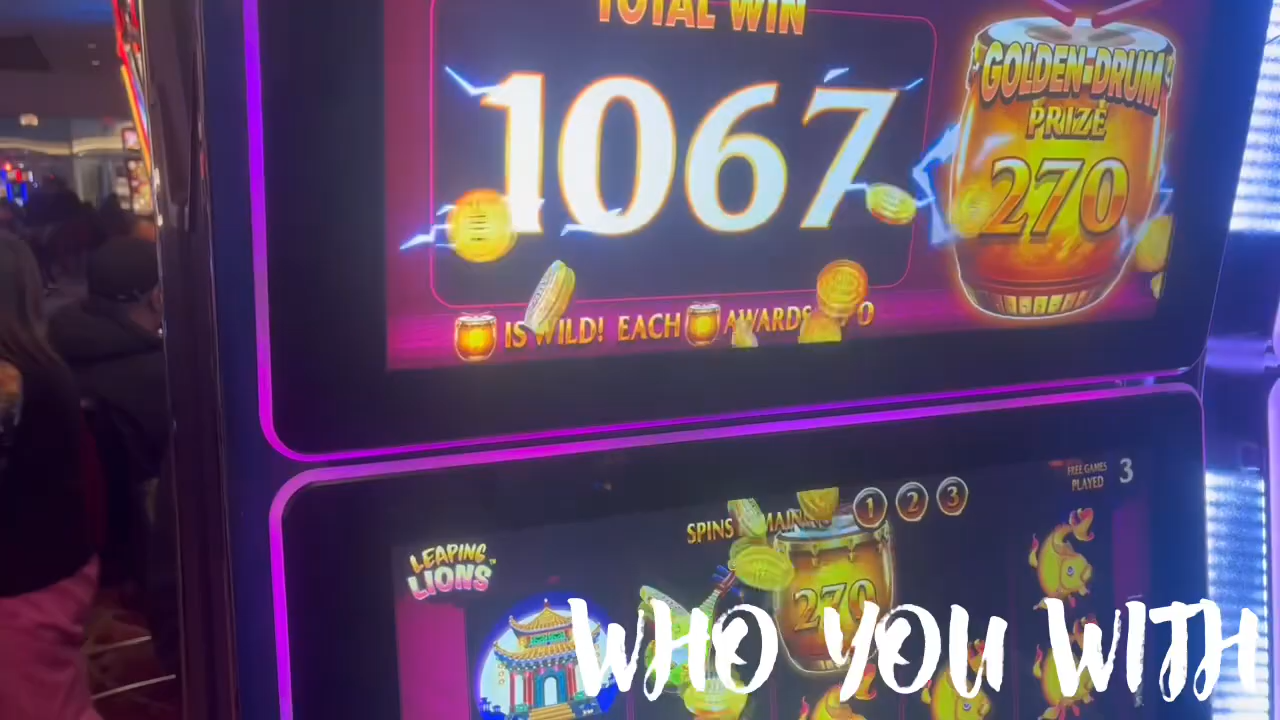 TOTAL WIN
1067
GOLDEN-DRUM
PRIZE
270
IS WILD! EACH AWARDS
FREE GAMES
PLAYED 3
SPINS 1 2 3
LEAPING
LIONS
270
WHO YOU WITH